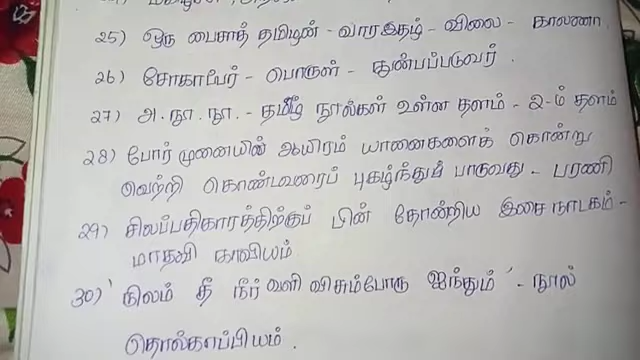 25) ஒரு பைசாத் தமிழன் - வாரஇதழ் - விலை - காலணா
26) சோகாப்பேர் - பொருள் - துன்பப்படுவர்.
27) அ.நூ.நூ. - தமிழ் நூல்கள் உள்ள தளம் - 2-ம் தளம்
28) போர் முனையில் ஆயிரம் யானைகளைக் கொன்று
வெற்றி கொண்டவரைப் புகழ்ந்து பாடுவது - பரணி
29) சிலப்பதிகாரத்திற்குப் பின் தோன்றிய இசைநாடகம் -
மாதவி காவியம்
30) 'நிலம் தீ நீர் வளி விசும்போடு ஐந்தும்' - நூல்
தொல்காப்பியம்.